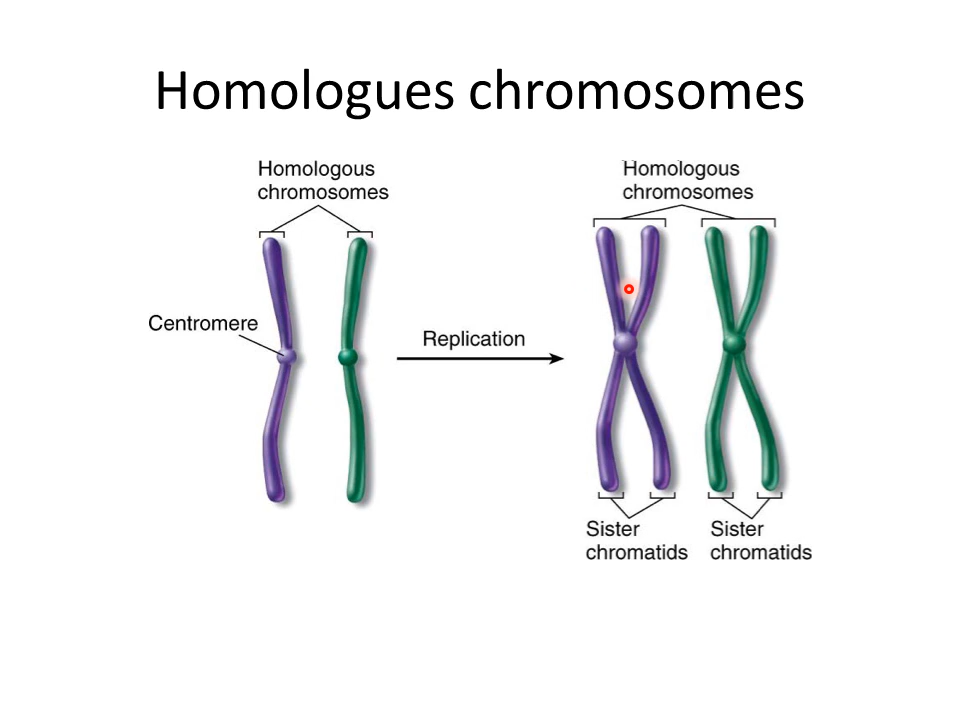 Homologues chromosomes
Homologous
chromosomes
Homologous
chromosomes
Centromere
Replication
Sister
chromatids
Sister
chromatids